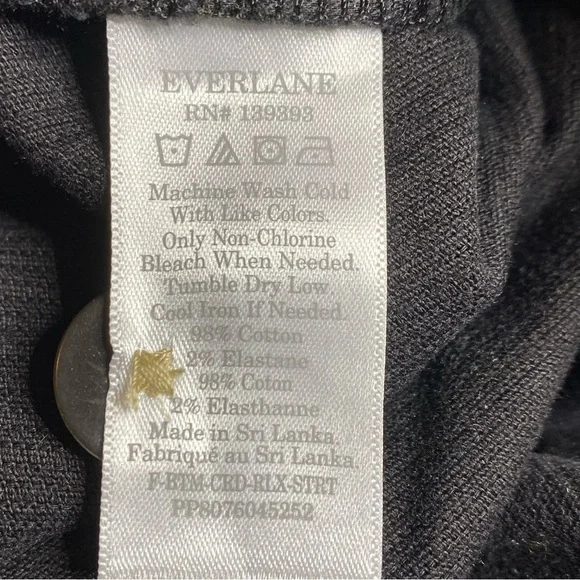 EVERLANE
RN# 139393
Machine Wash Cold
With Like Colors.
Only Non-Chlorine
Bleach When Needed.
Tumble Dry Low
Cool Iron If Needed.
98% Cotton
2% Elastane
98% Coton
2% Elasthanne
Made in Sri Lanka.
Fabriqué au Sri Lanka.
F-BTM-CRD-RLX-STRT
PP8076045252